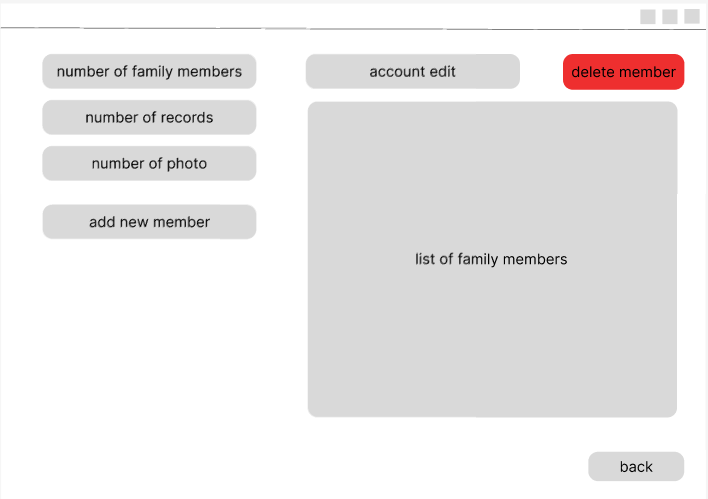 number of family members
account edit
delete member
number of records
number of photo
add new member
list of family members
back